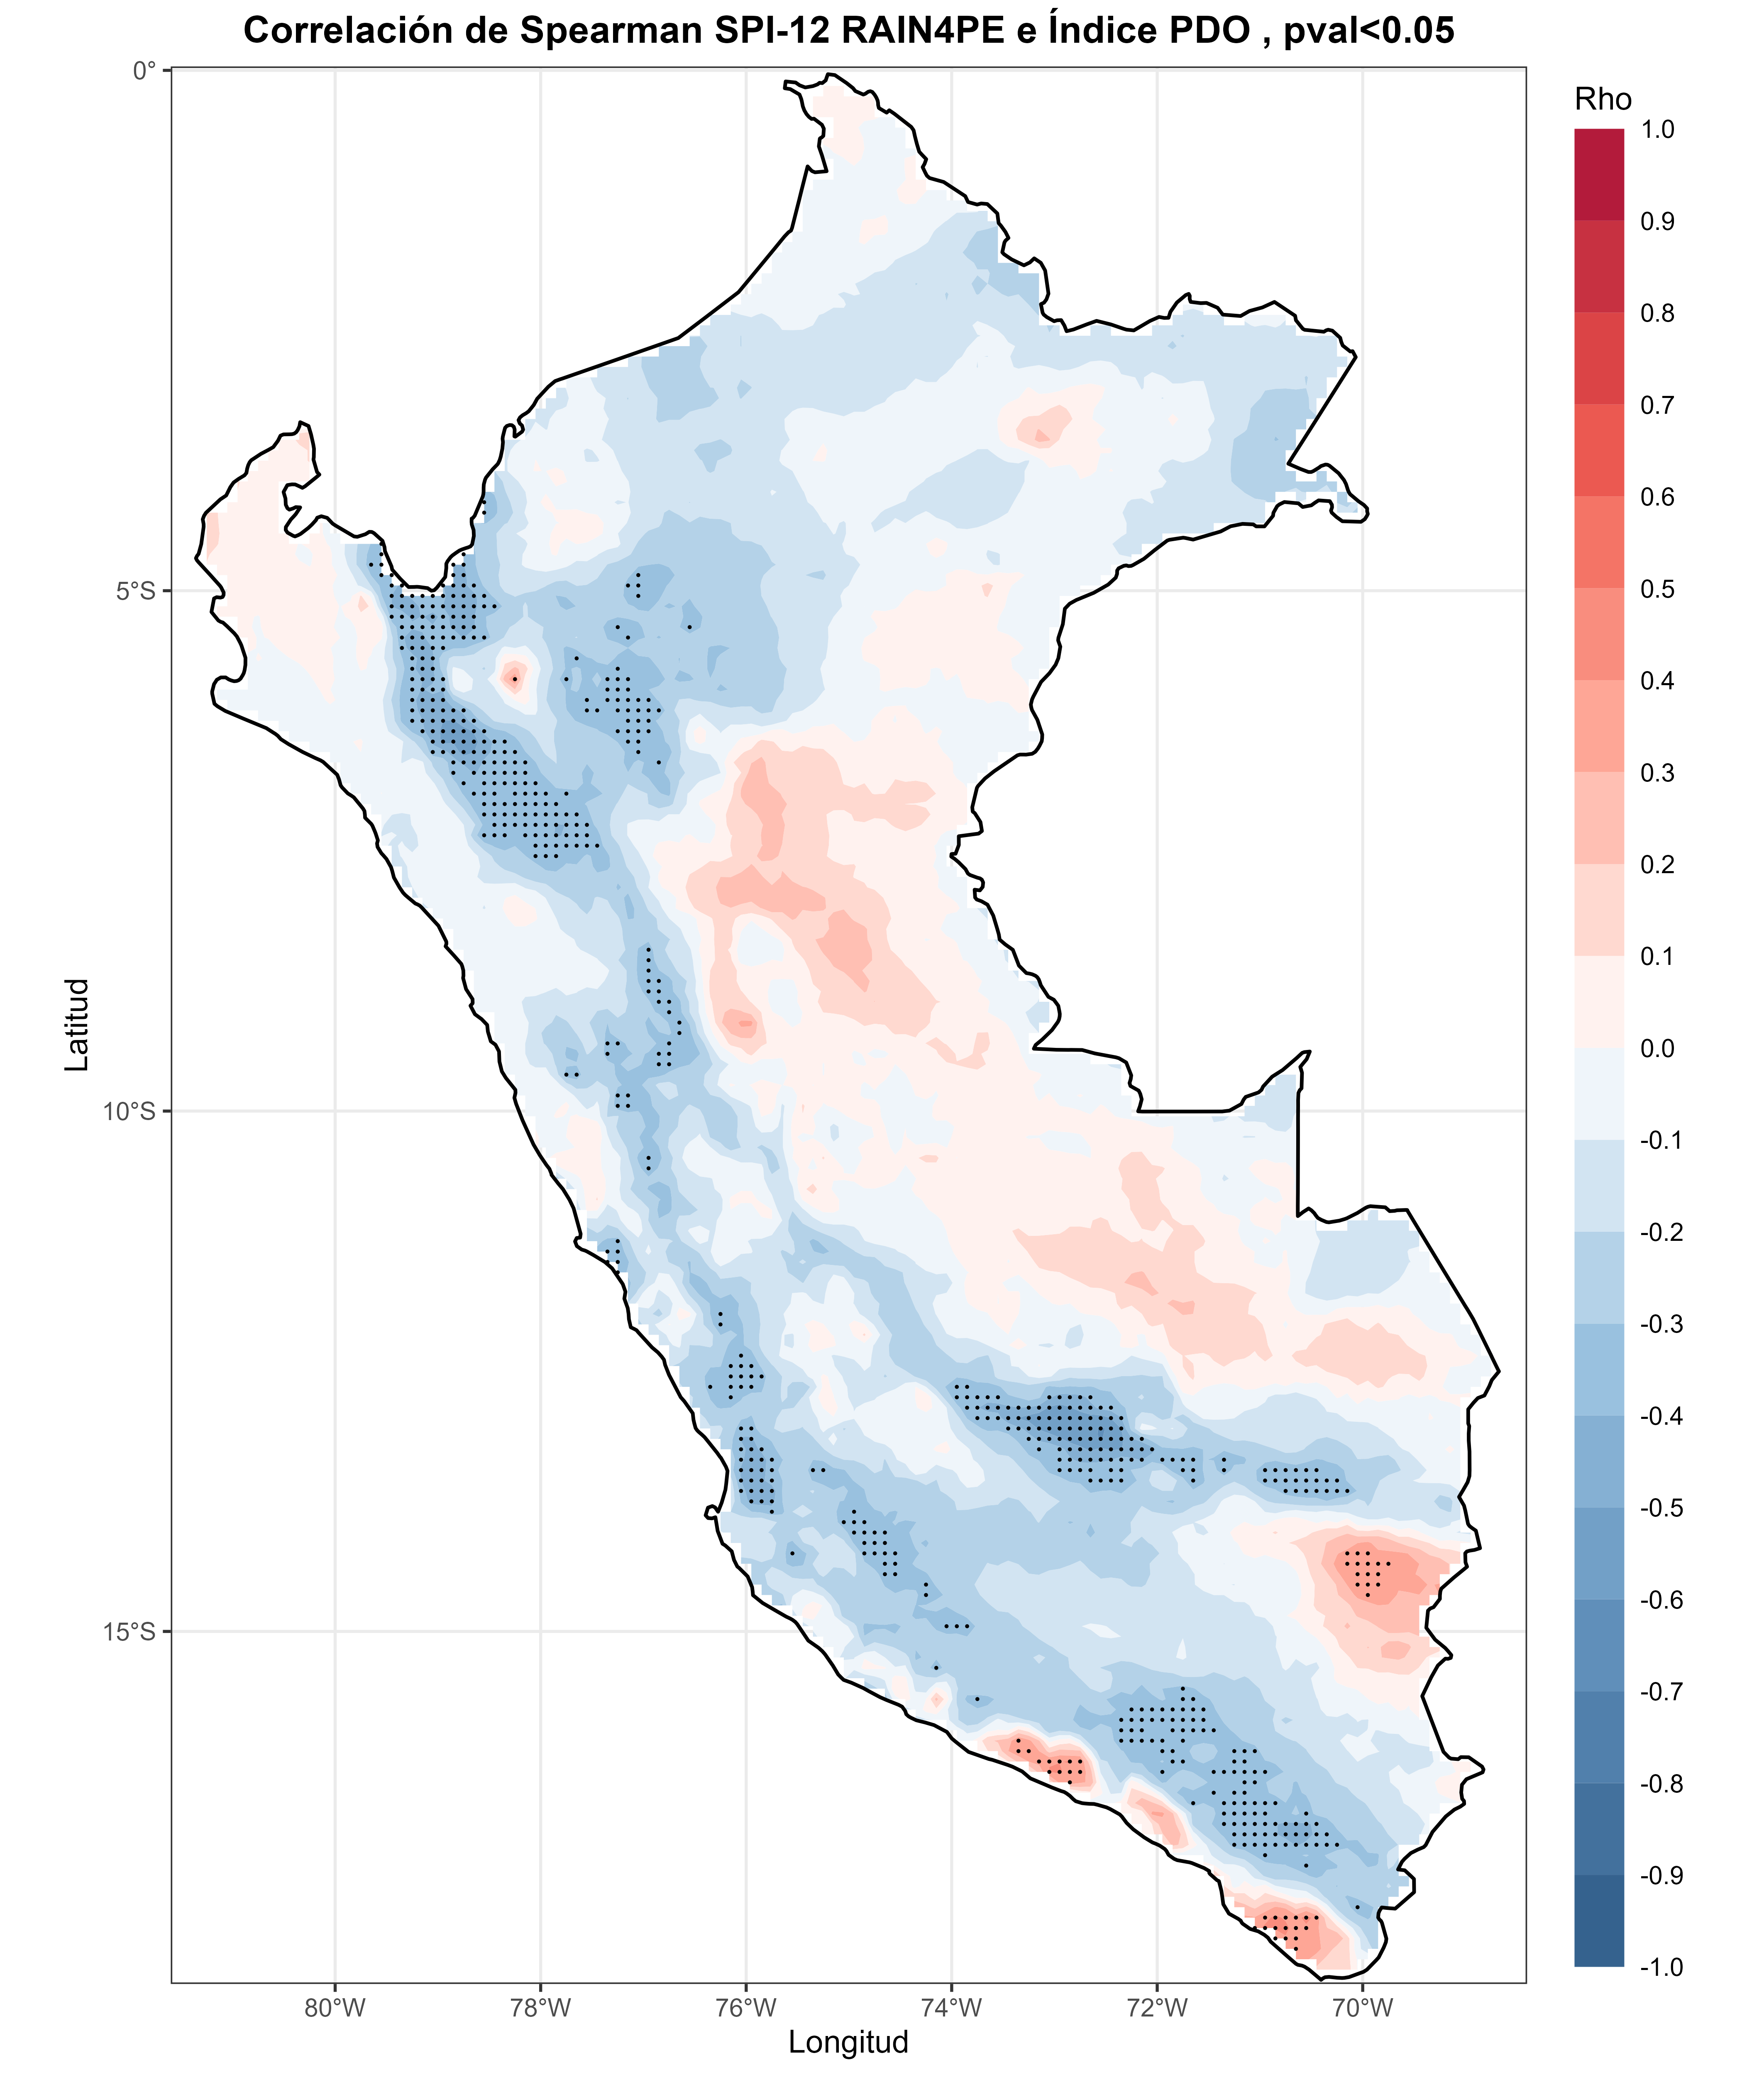 Correlación de Spearman SPI-12 RAIN4PE e Índice PDO , pval<0.05
Rho
1.0
0.9
0.8
0.7
0.6
0.5
0.4
0.3
0.2
0.1
0.0
-0.1
-0.2
-0.3
-0.4
-0.5
-0.6
-0.7
-0.8
-0.9
-1.0
Latitud
0°
5°S
10°S
15°S
80°W 78°W 76°W 74°W 72°W 70°W
Longitud